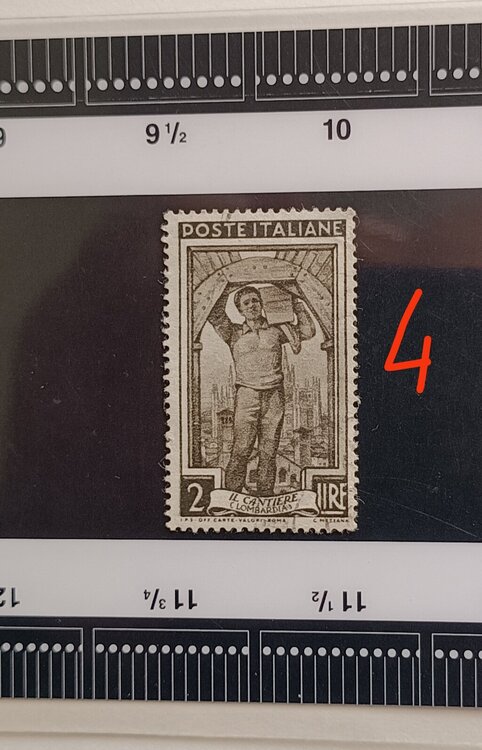 9
9 1/2
10
POSTE ITALIANE
4
2
IL CANTIERE
(LOMBARDIA)
LIRE
I.P.S. OFF. CARTE-VALORI-ROMA
C. MEZZANA
12
11 3/4
11 1/2